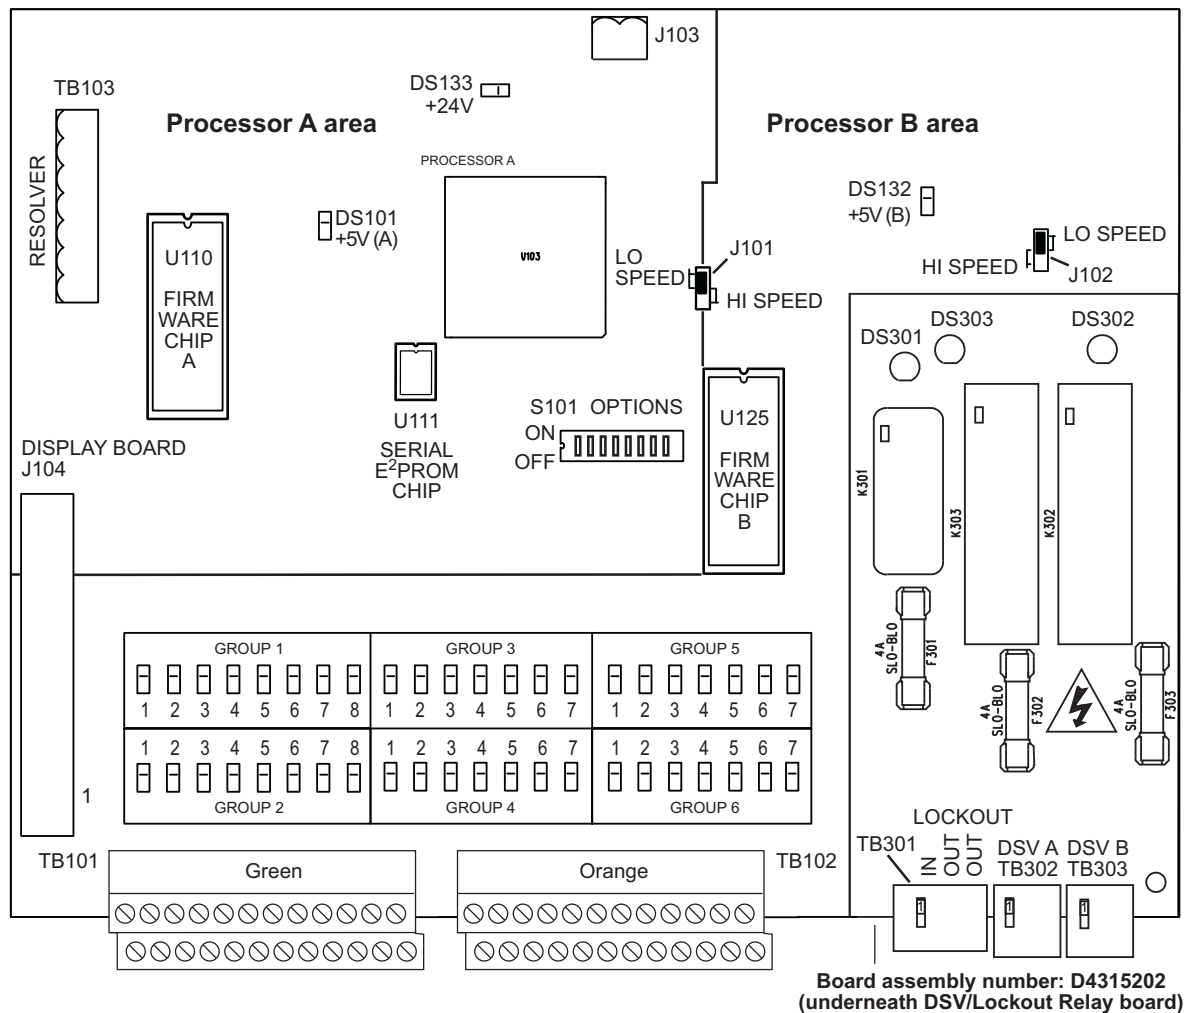 J103
TB103
DS133
+24V
Processor A area
Processor B area
PROCESSOR A
RESOLVER
DS101
+5V (A)
DS132
+5V (B)
U110
FIRM
WARE
CHIP
A
U103
LO
SPEED
J101
HI SPEED
LO SPEED
HI SPEED
J102
DS301
DS303
DS302
U111
SERIAL
E²PROM
CHIP
S101 OPTIONS
ON
OFF
U125
FIRM
WARE
CHIP
B
DISPLAY BOARD
J104
K301
K303
K302
4A
SLO-BLO
F301
4A
SLO-BLO
F302
4A
SLO-BLO
F303
GROUP 1
GROUP 3
GROUP 5
1 2 3 4 5 6 7 8
1 2 3 4 5 6 7
1 2 3 4 5 6 7
1 2 3 4 5 6 7 8
1 2 3 4 5 6 7
1 2 3 4 5 6 7
GROUP 2
GROUP 4
GROUP 6
1
TB101
Green
Orange
TB102
LOCKOUT
TB301
IN
OUT
OUT
DSV A
TB302
DSV B
TB303
1
1
1
Board assembly number: D4315202
(underneath DSV/Lockout Relay board)